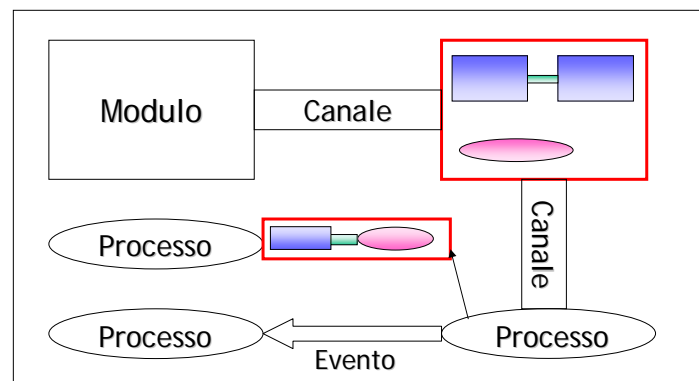 Modulo
Canale
Canale
Processo
Processo
Evento
Processo